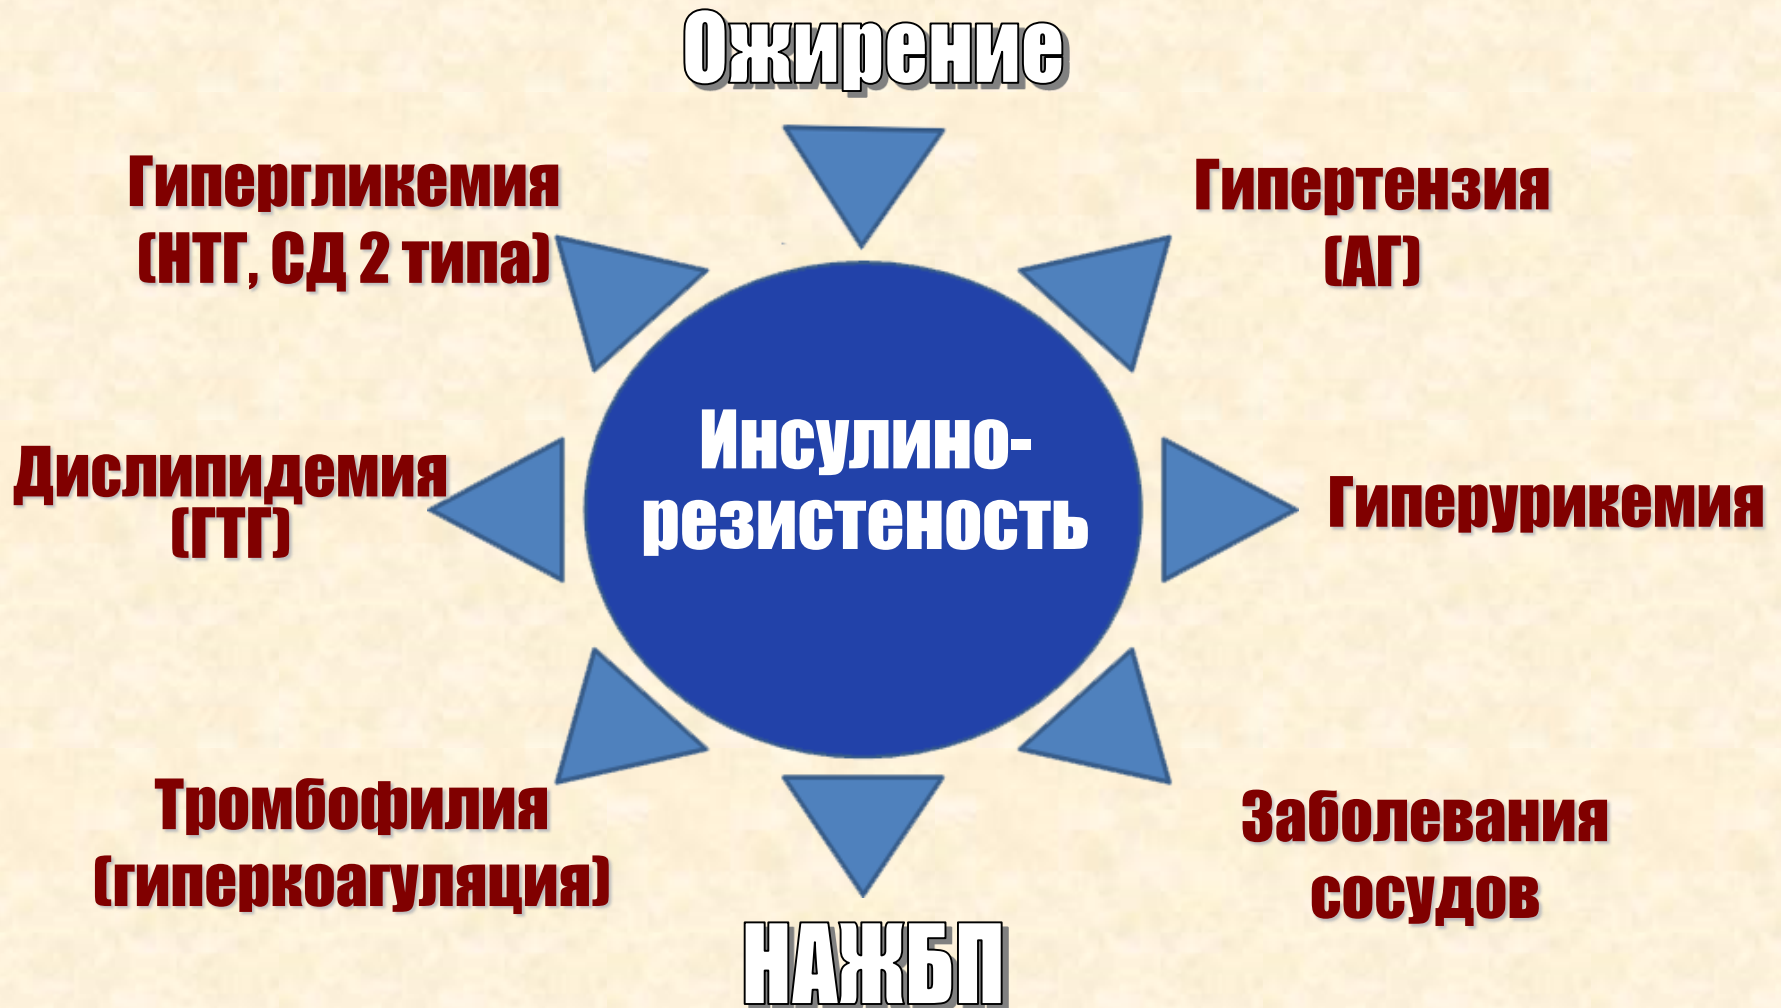 Ожирение
Гипергликемия
(НТГ, СД 2 типа)
Гипертензия
(АГ)
Дислипидемия
(ГТГ)
Инсулино-
резистеность
Гиперурикемия
Тромбофилия
(гиперкоагуляция)
Заболевания
сосудов
НАЖБП